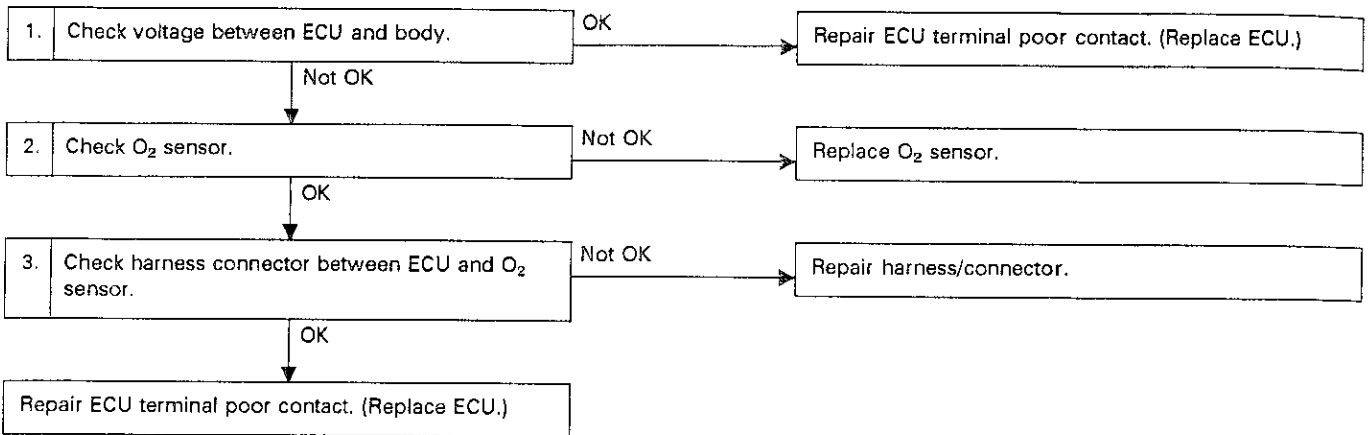 1. Check voltage between ECU and body.
OK
Repair ECU terminal poor contact. (Replace ECU.)
Not OK
2. Check O₂ sensor.
Not OK
Replace O₂ sensor.
OK
3. Check harness connector between ECU and O₂
sensor.
Not OK
Repair harness/connector.
OK
Repair ECU terminal poor contact. (Replace ECU.)